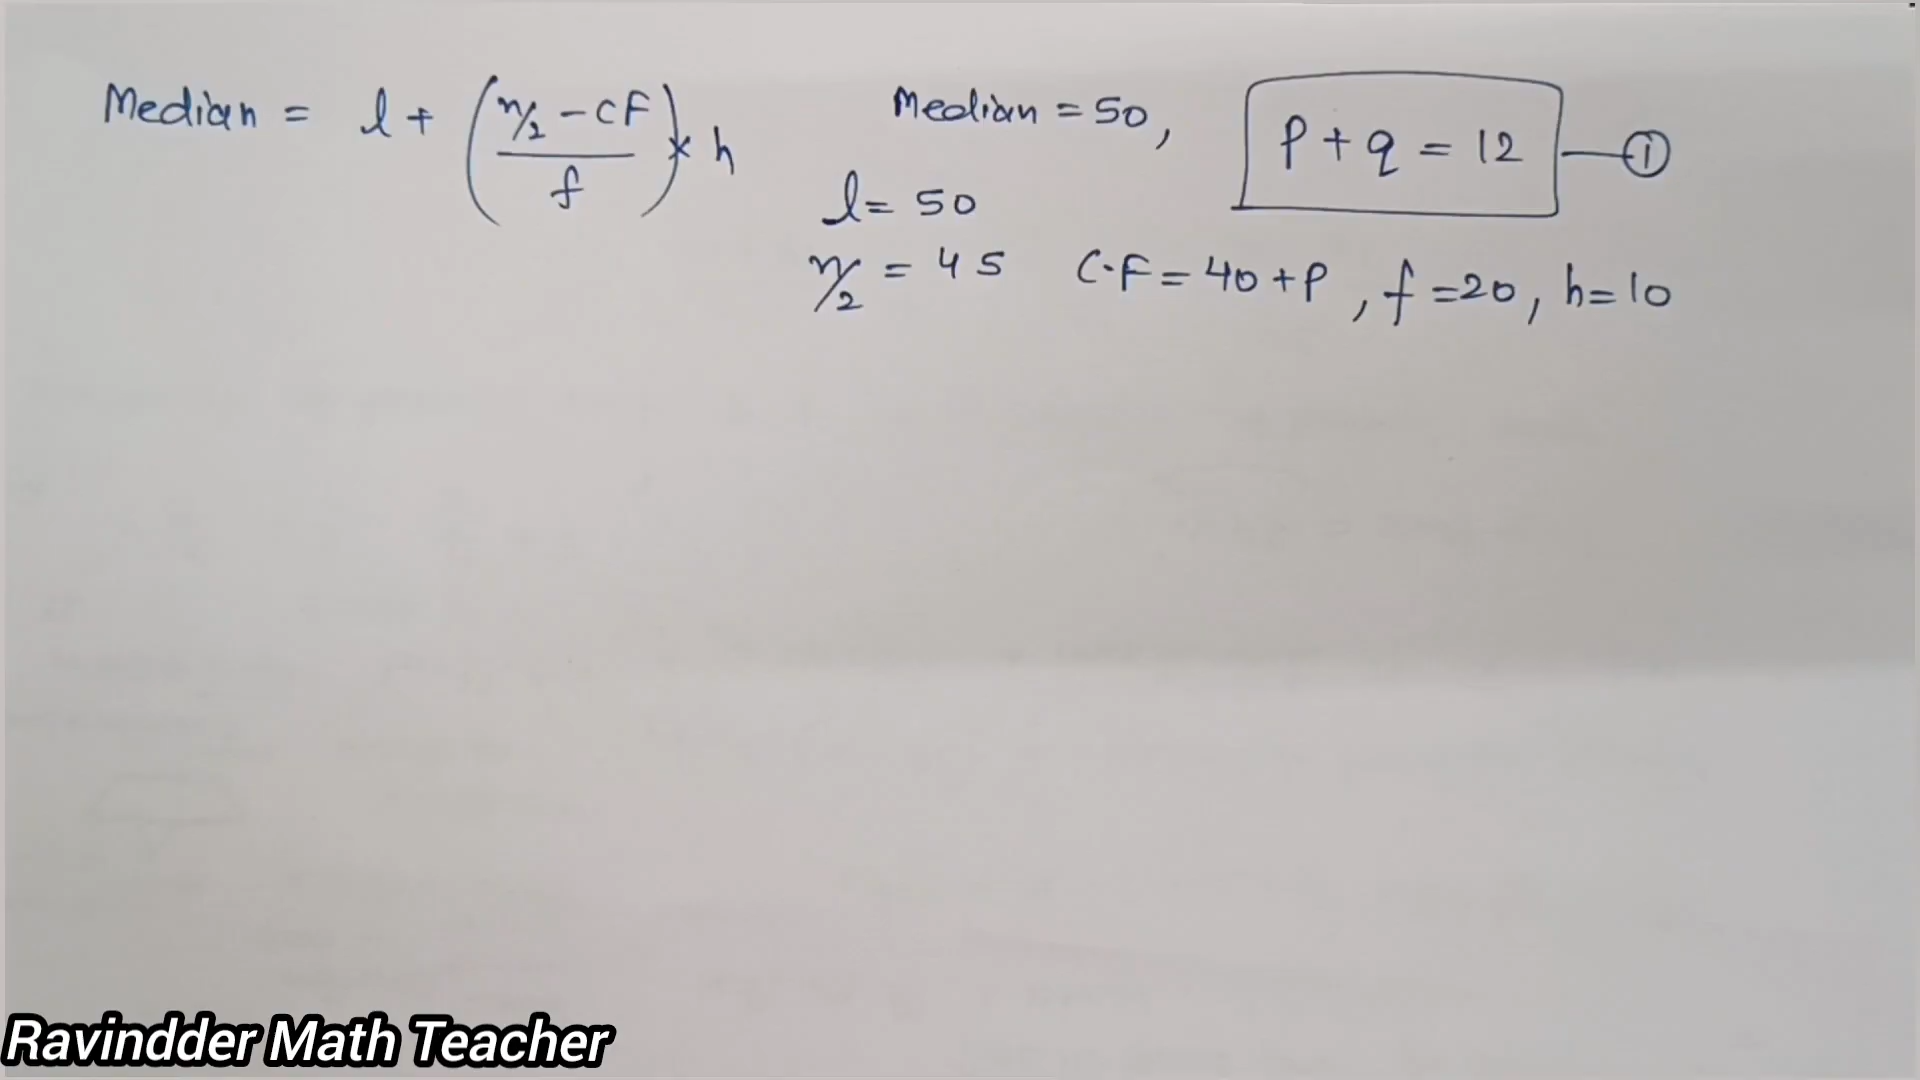 Median = l + (n/2 - CF / f) × h
Median = 50, P + q = 12 — ①
l = 50
n/2 = 45 C.F = 40 + P, f = 20, h = 10
Ravindder Math Teacher